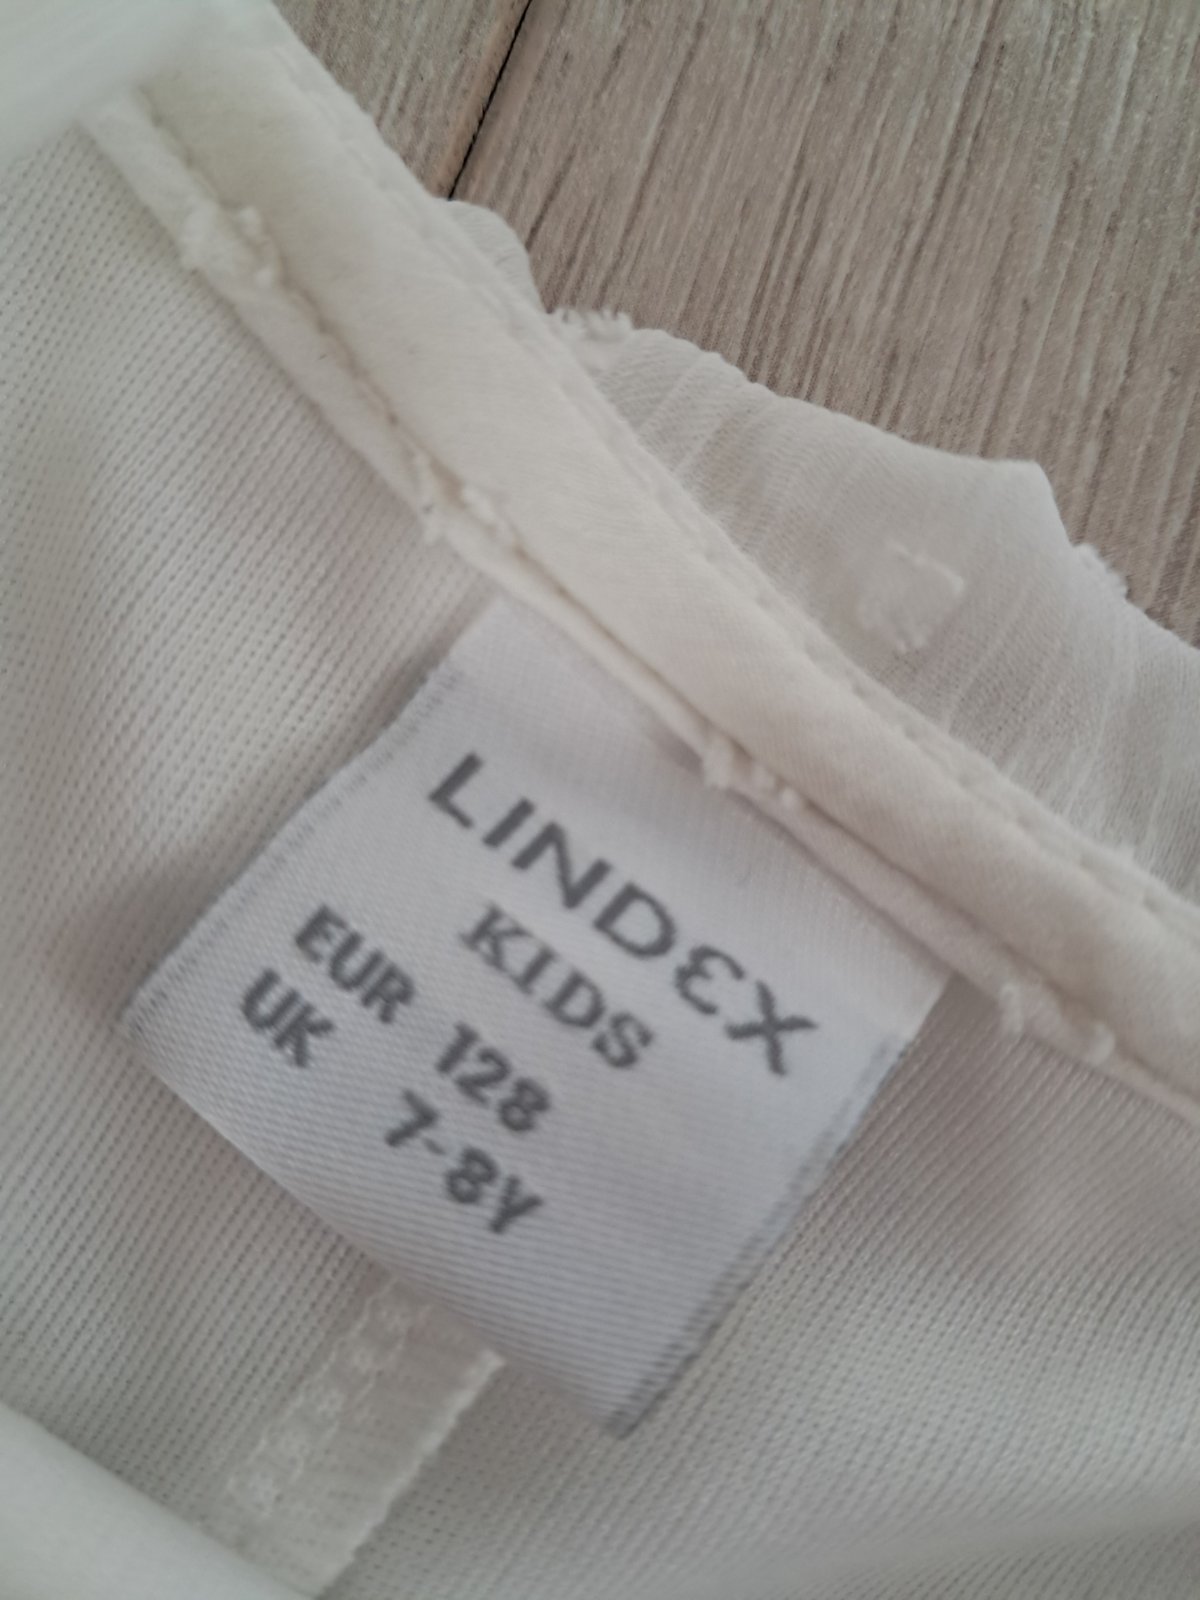 LINDEX
KIDS
EUR 128
UK 7-8Y